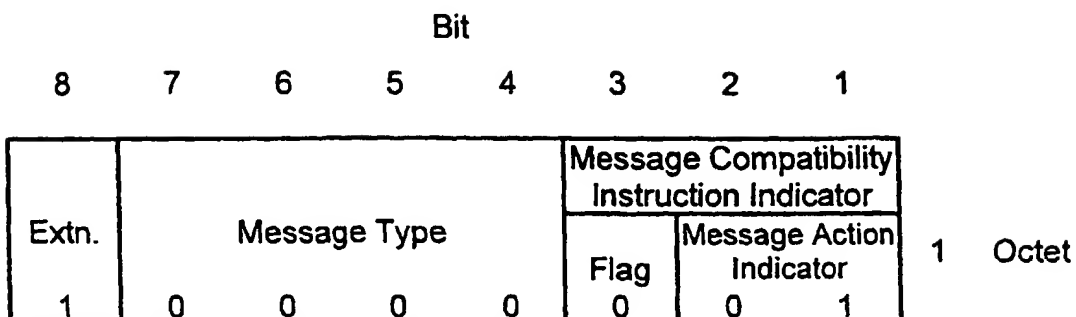 Bit
8 7 6 5 4 3 2 1
Message Compatibility
Instruction Indicator
Extn. Message Type Flag Message Action
Indicator
1 Octet
1 0 0 0 0 0 0 1